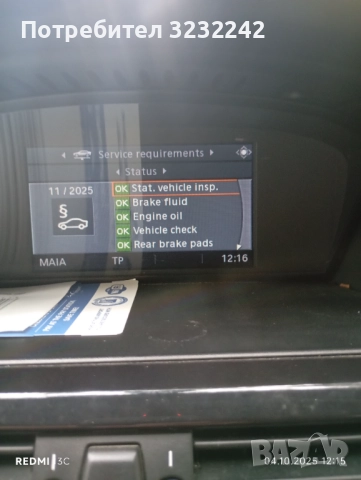 Потребител 3232242
Service requirements
Status
11 / 2025
OK Stat. vehicle insp.
§
OK Brake fluid
OK Engine oil
OK Vehicle check
OK Rear brake pads
MAIA TP 12:16
REDMI 3C
04.10.2025 12:15
BAZAR